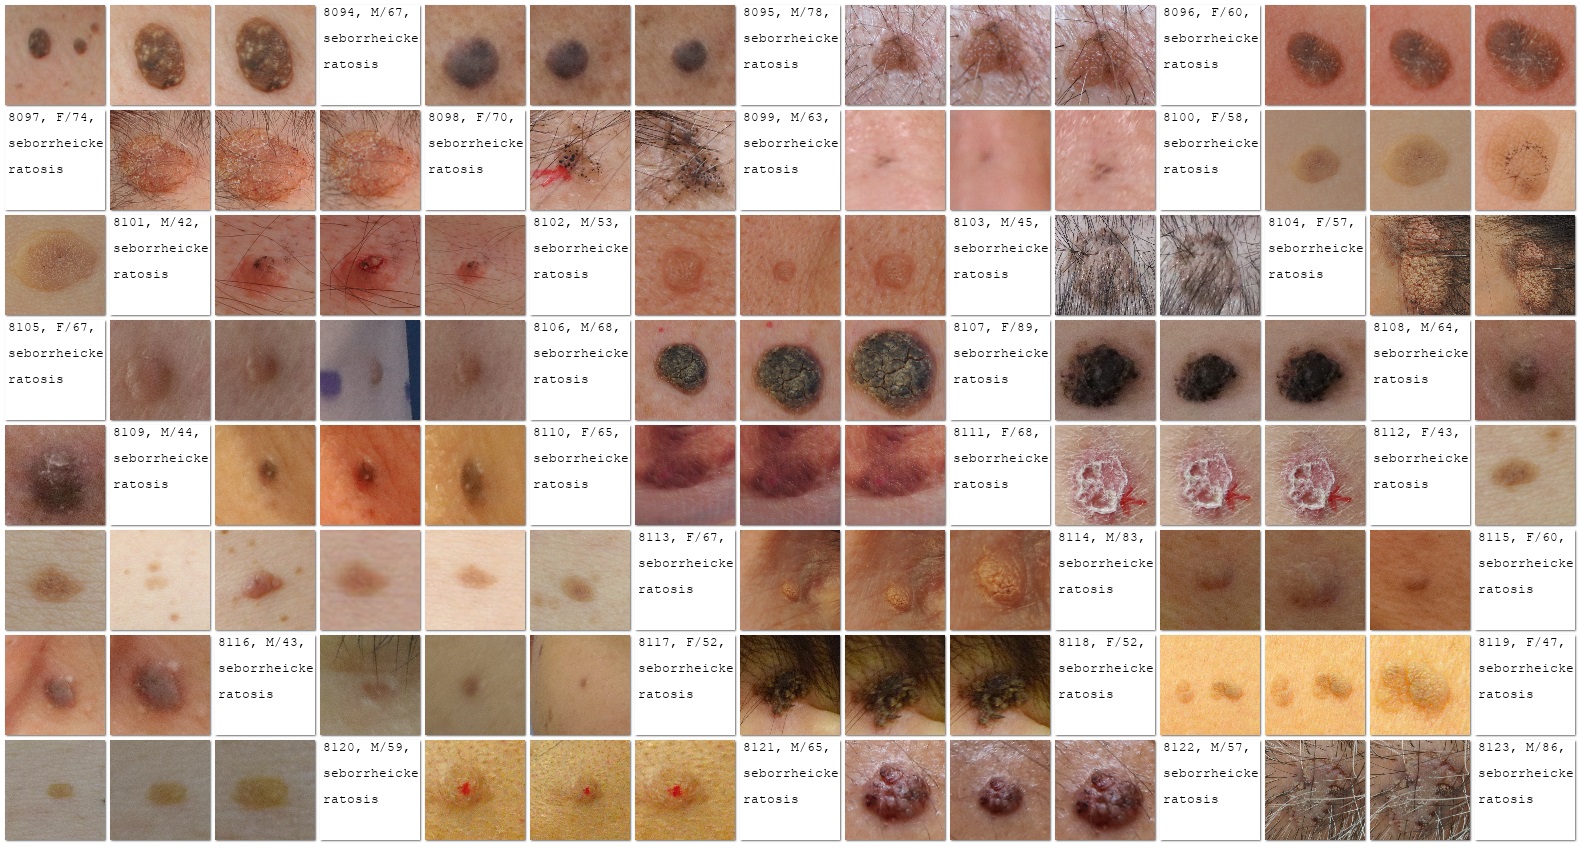 8094, M/67,
seborrheicke
ratosis
8095, M/78,
seborrheicke
ratosis
8096, F/60,
seborrheicke
ratosis
8097, F/74,
seborrheicke
ratosis
8098, F/70,
seborrheicke
ratosis
8099, M/63,
seborrheicke
ratosis
8100, F/58,
seborrheicke
ratosis
8101, M/42,
seborrheicke
ratosis
8102, M/53,
seborrheicke
ratosis
8103, M/45,
seborrheicke
ratosis
8104, F/57,
seborrheicke
ratosis
8105, F/67,
seborrheicke
ratosis
8106, M/68,
seborrheicke
ratosis
8107, F/89,
seborrheicke
ratosis
8108, M/64,
seborrheicke
ratosis
8109, M/44,
seborrheicke
ratosis
8110, F/65,
seborrheicke
ratosis
8111, F/68,
seborrheicke
ratosis
8112, F/43,
seborrheicke
ratosis
8113, F/67,
seborrheicke
ratosis
8114, M/83,
seborrheicke
ratosis
8115, F/60,
seborrheicke
ratosis
8116, M/43,
seborrheicke
ratosis
8117, F/52,
seborrheicke
ratosis
8118, F/52,
seborrheicke
ratosis
8119, F/47,
seborrheicke
ratosis
8120, M/59,
seborrheicke
ratosis
8121, M/65,
seborrheicke
ratosis
8122, M/57,
seborrheicke
ratosis
8123, M/86,
seborrheicke
ratosis